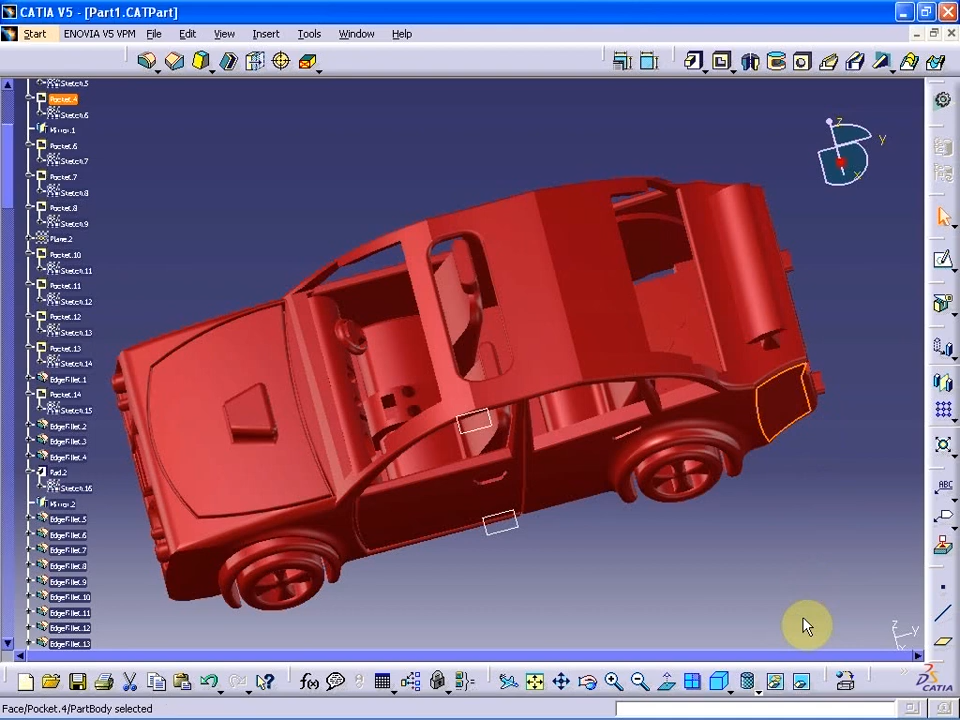 CATIA V5 - [Part1.CATPart]
Start ENOVIA V5 VPM File Edit View Insert Tools Window Help
Sketch.5
Pocket.4
Sketch.6
Mirror.1
Pocket.6
Sketch.7
Pocket.7
Sketch.8
Pocket.8
Sketch.9
Plane.2
Pocket.10
Sketch.11
Pocket.11
Sketch.12
Pocket.12
Sketch.13
Pocket.13
Sketch.14
EdgeFillet.1
Pocket.14
Sketch.15
EdgeFillet.2
EdgeFillet.3
EdgeFillet.4
Pad.2
Sketch.16
Mirror.2
EdgeFillet.5
EdgeFillet.6
EdgeFillet.7
EdgeFillet.8
EdgeFillet.9
EdgeFillet.10
EdgeFillet.11
EdgeFillet.12
EdgeFillet.13
z
y
x
ABC
z
y
x
f(x)
DS
CATIA
Face/Pocket.4/PartBody selected